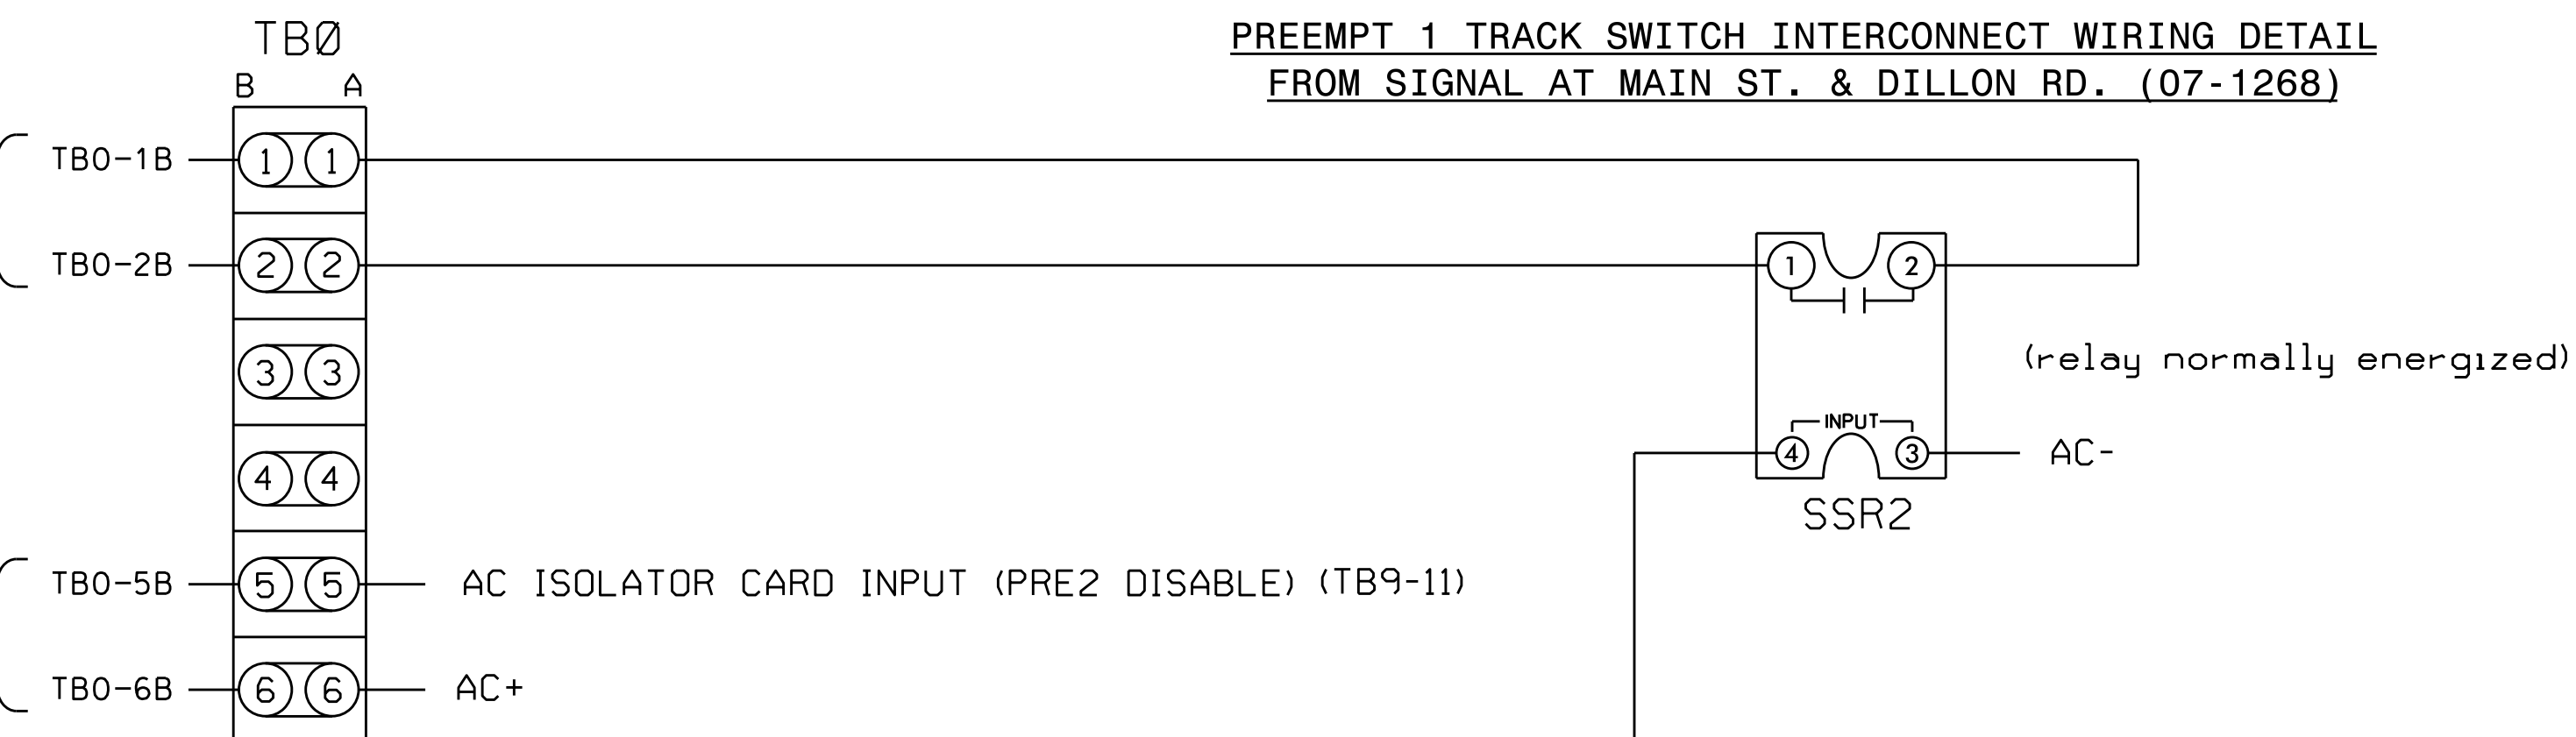 TBØ
PREEMPT 1 TRACK SWITCH INTERCONNECT WIRING DETAIL
FROM SIGNAL AT MAIN ST. & DILLON RD. (07-1268)
B A
TB0-1B 1 1
TB0-2B 2 2
1 2
3 3
(relay normally energized)
INPUT
4 3 AC-
4 4
SSR2
TB0-5B 5 5 AC ISOLATOR CARD INPUT (PRE2 DISABLE) (TB9-11)
TB0-6B 6 6 AC+